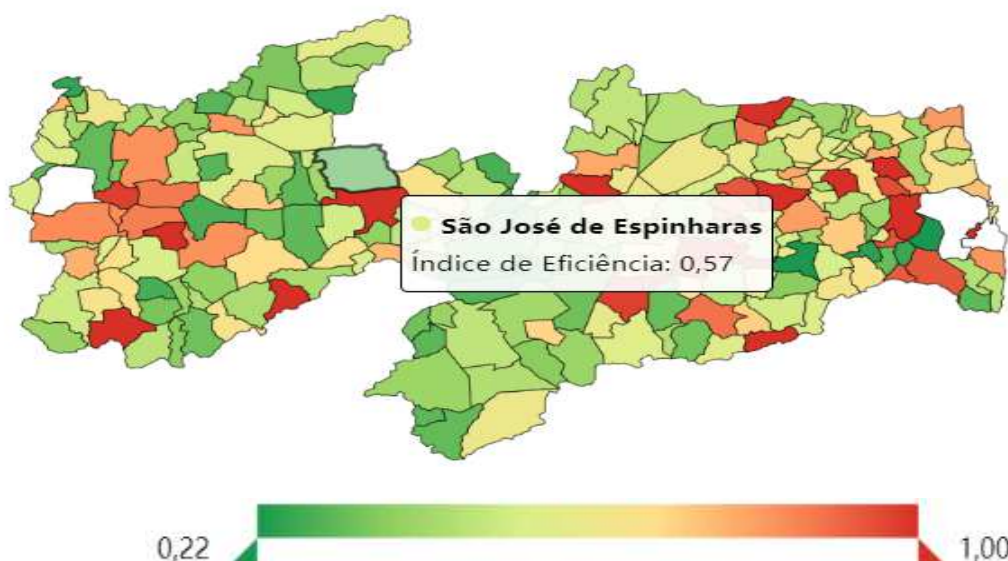 São José de Espinharas
Índice de Eficiência: 0,57
0,22
1,00